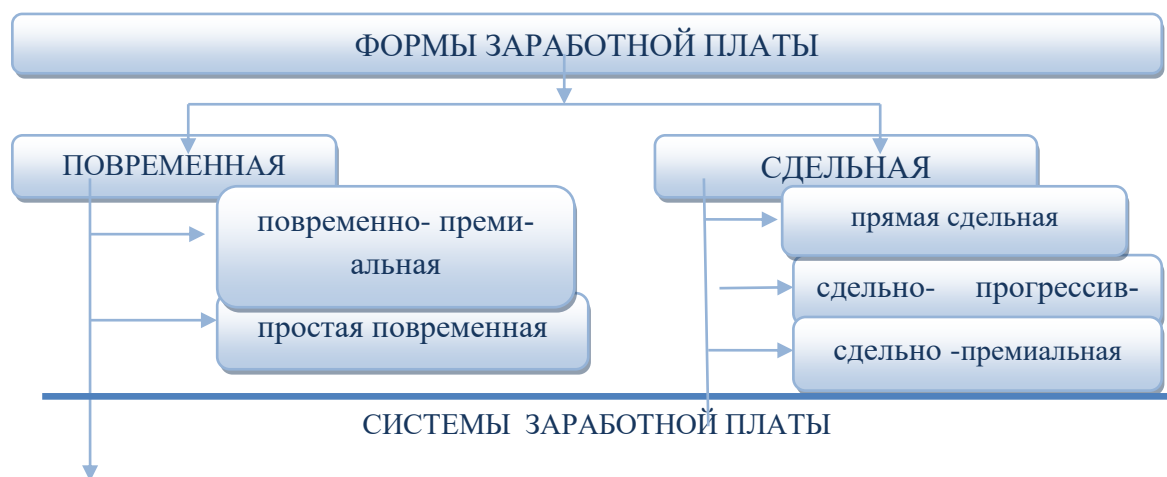 ФОРМЫ ЗАРАБОТНОЙ ПЛАТЫ
ПОВРЕМЕННАЯ
повременно- преми-
альная
простая повременная
СДЕЛЬНАЯ
прямая сдельная
сдельно- прогрессив-
сдельно -премиальная
СИСТЕМЫ ЗАРАБОТНОЙ ПЛАТЫ